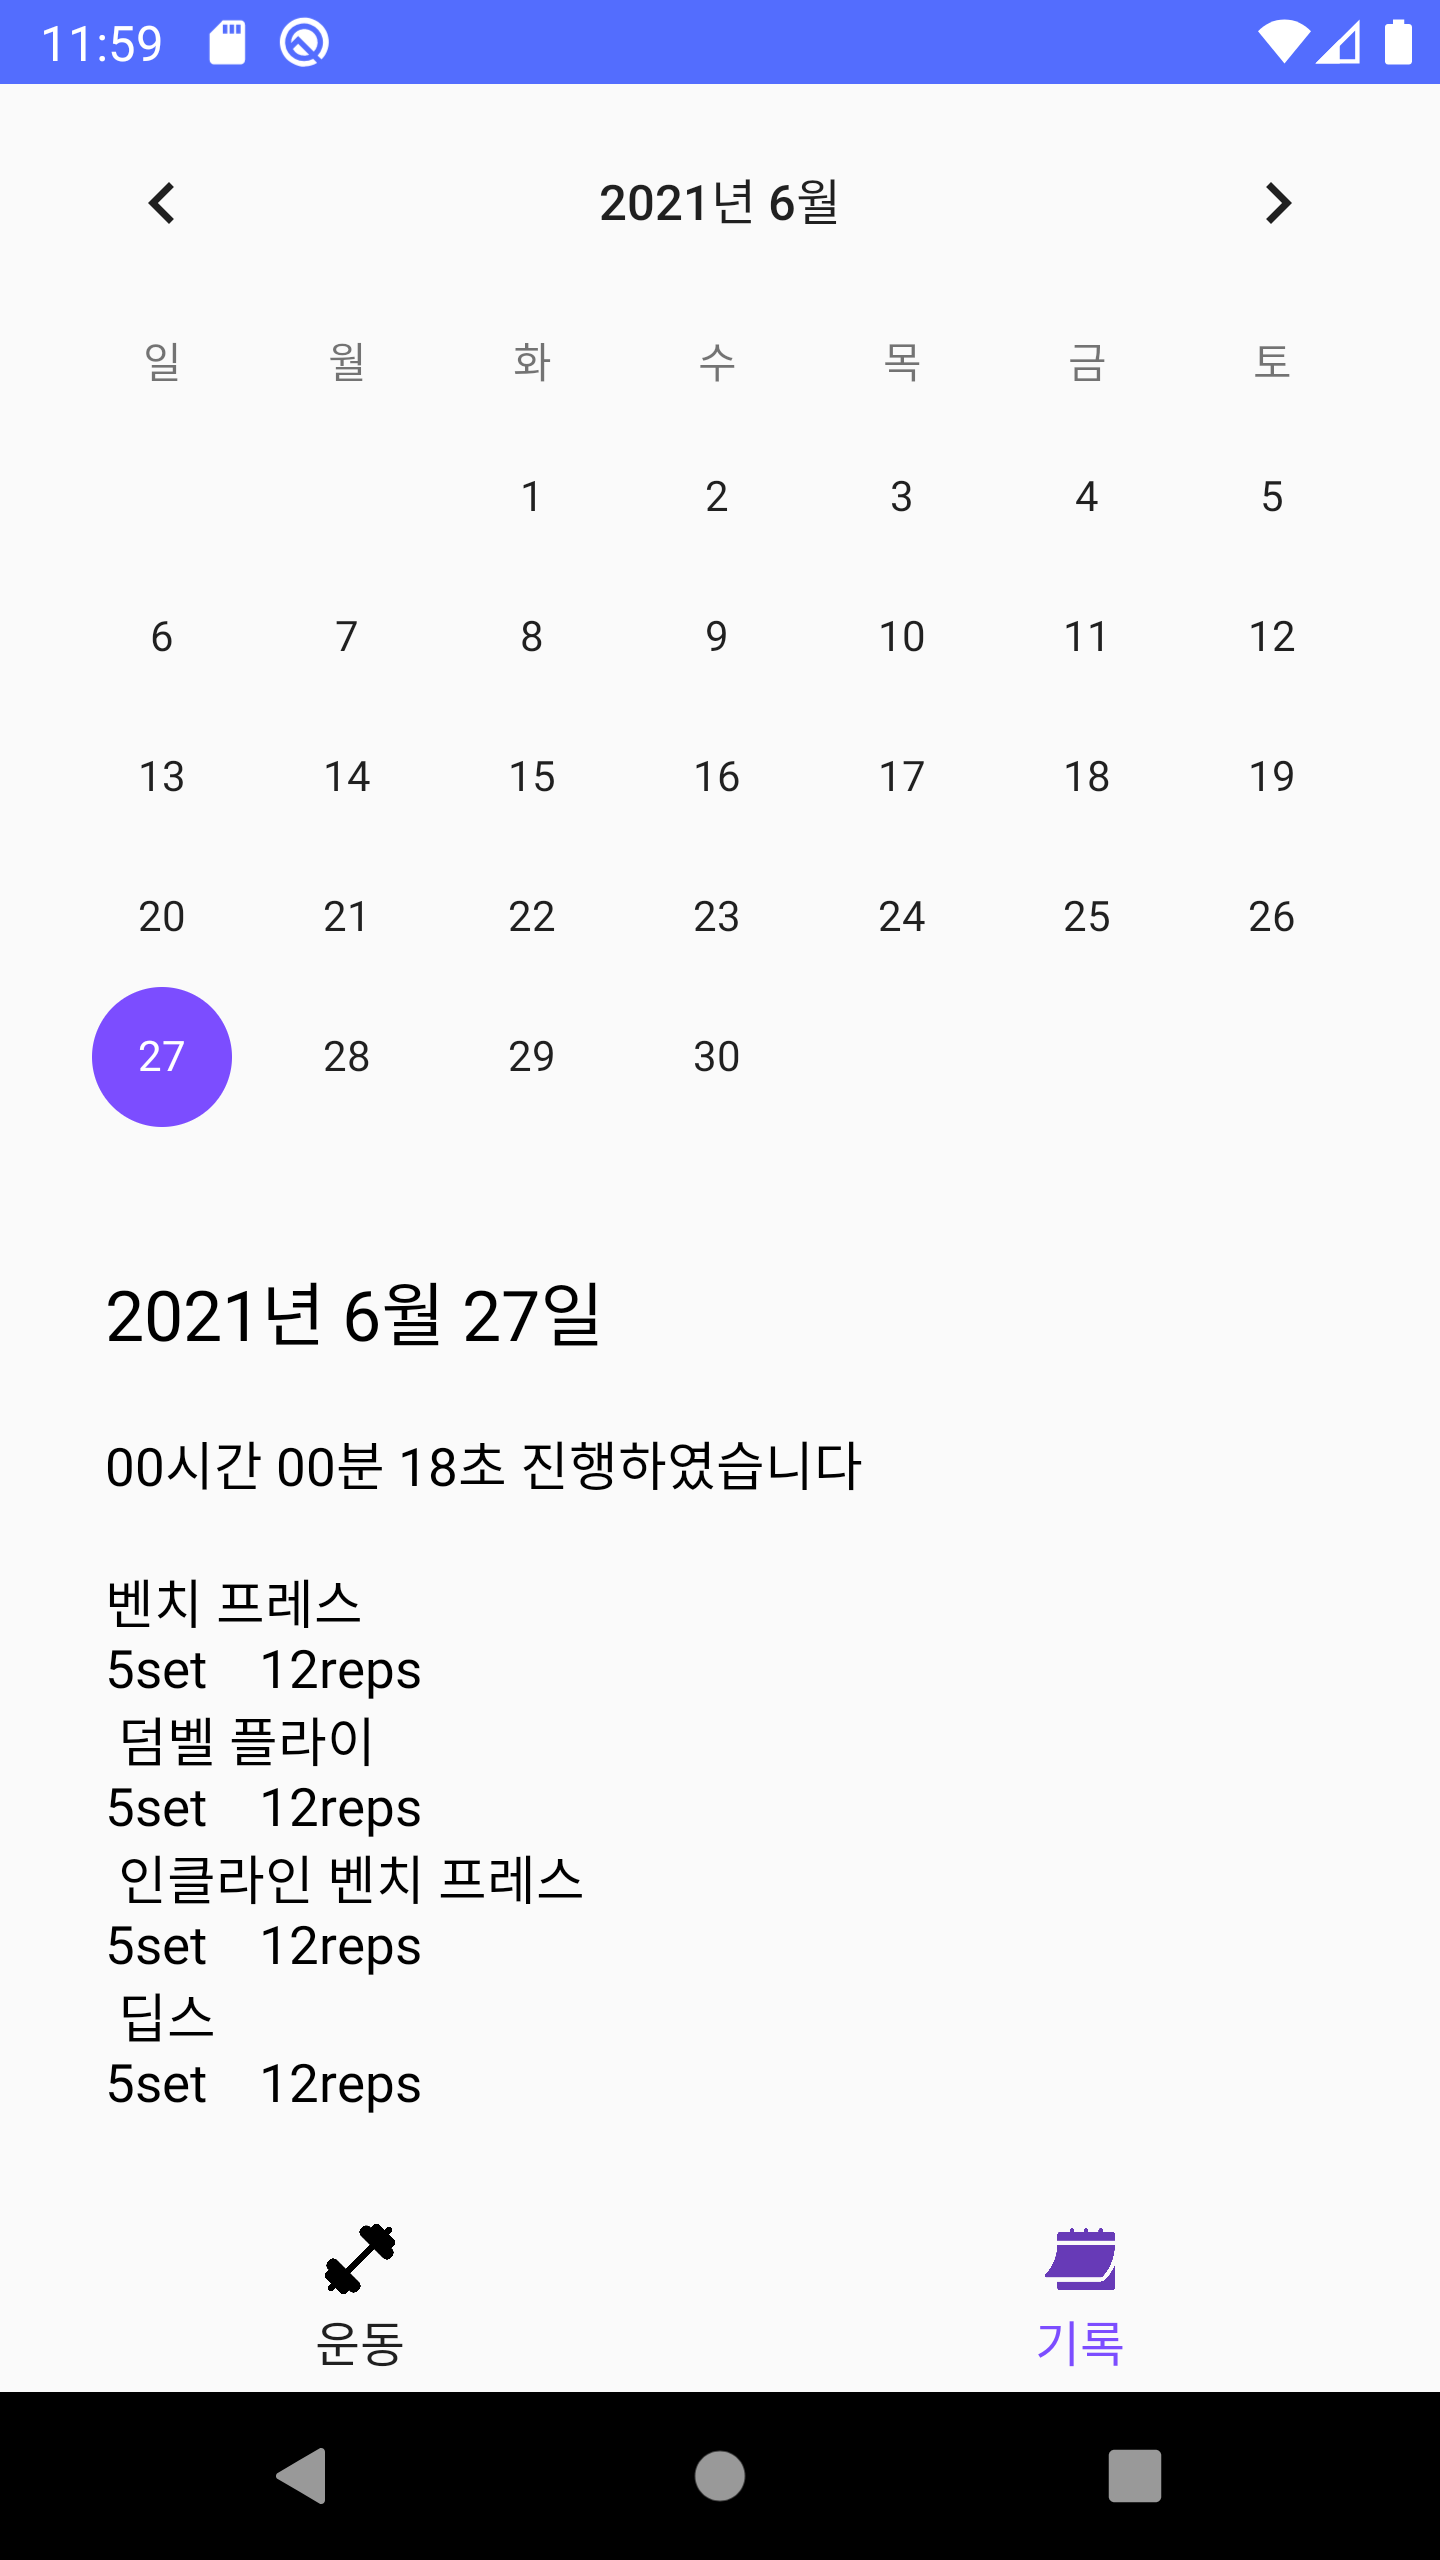 11:59
2021년 6월
일 월 화 수 목 금 토
1 2 3 4 5
6 7 8 9 10 11 12
13 14 15 16 17 18 19
20 21 22 23 24 25 26
27 28 29 30
2021년 6월 27일
00시간 00분 18초 진행하였습니다
벤치 프레스
5set 12reps
덤벨 플라이
5set 12reps
인클라인 벤치 프레스
5set 12reps
딥스
5set 12reps
운동 기록